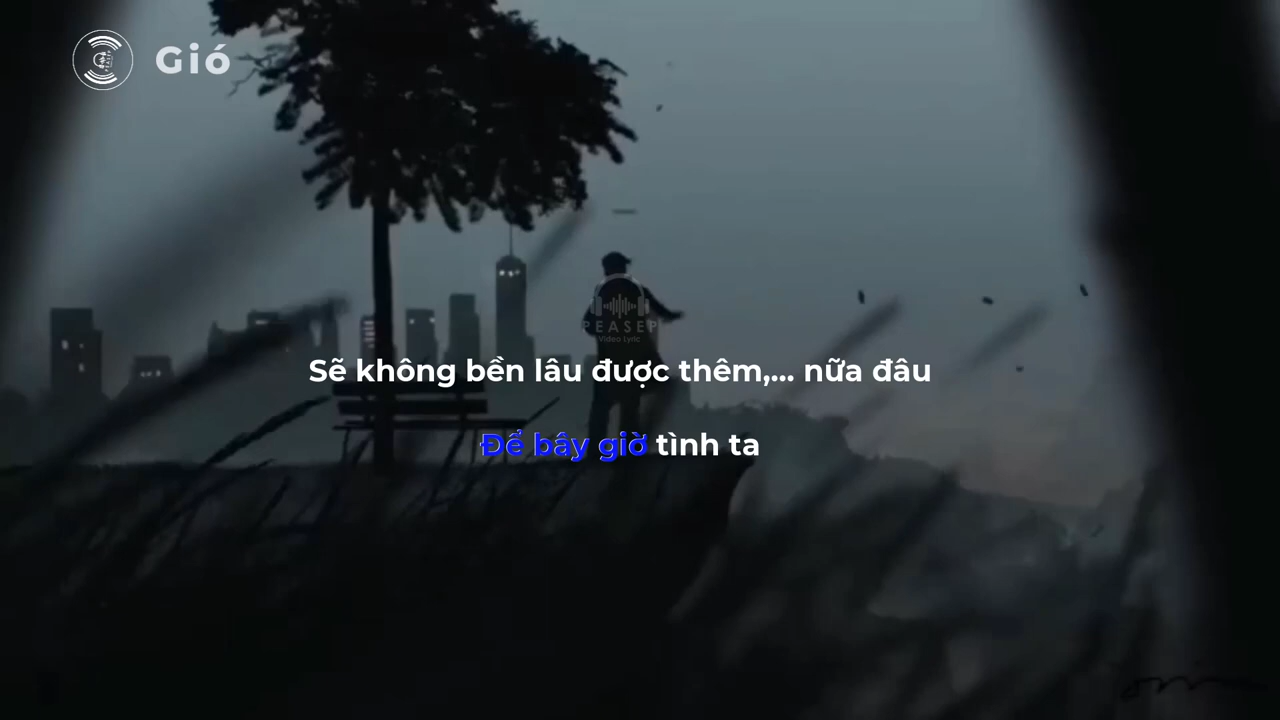 Gió
PEASEP
Video Lyric
Sẽ không bền lâu được thêm,... nữa đâu
Để bây giờ tình ta